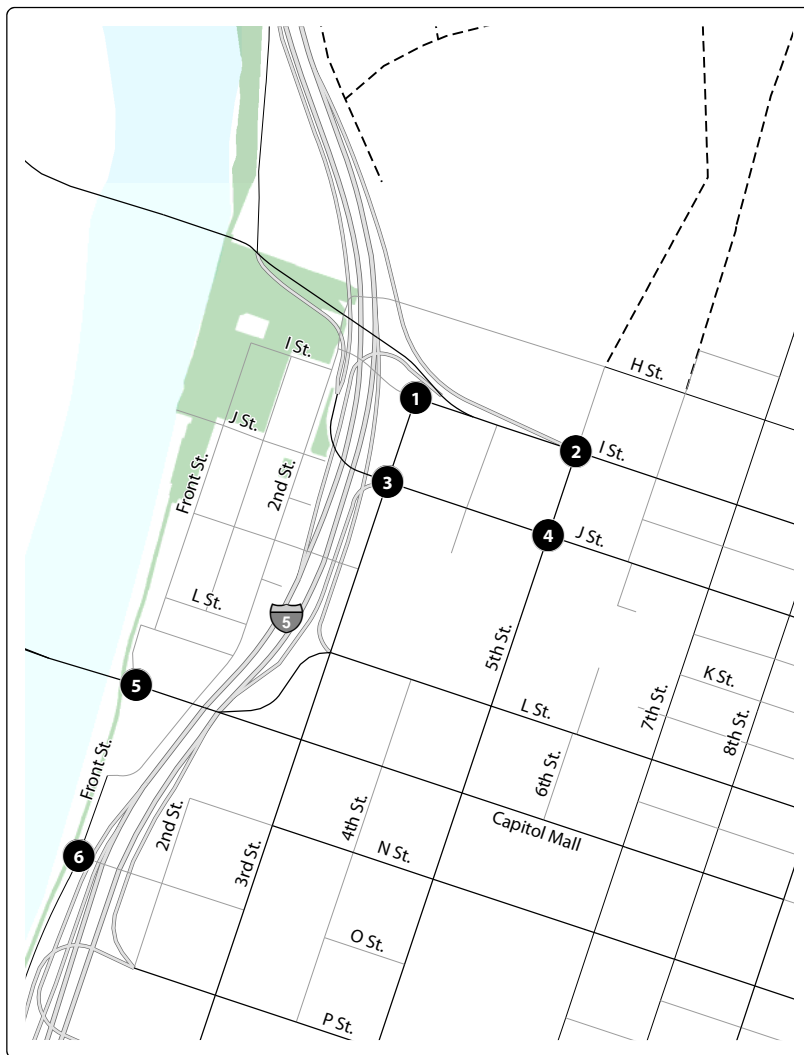 H St.
I St.
1
2
I St.
J St.
3
Front St.
2nd St.
4
J St.
L St.
5
5th St.
K St.
5
7th St.
L St.
8th St.
Front St.
6th St.
2nd St.
4th St.
Capitol Mall
6
3rd St.
N St.
O St.
P St.